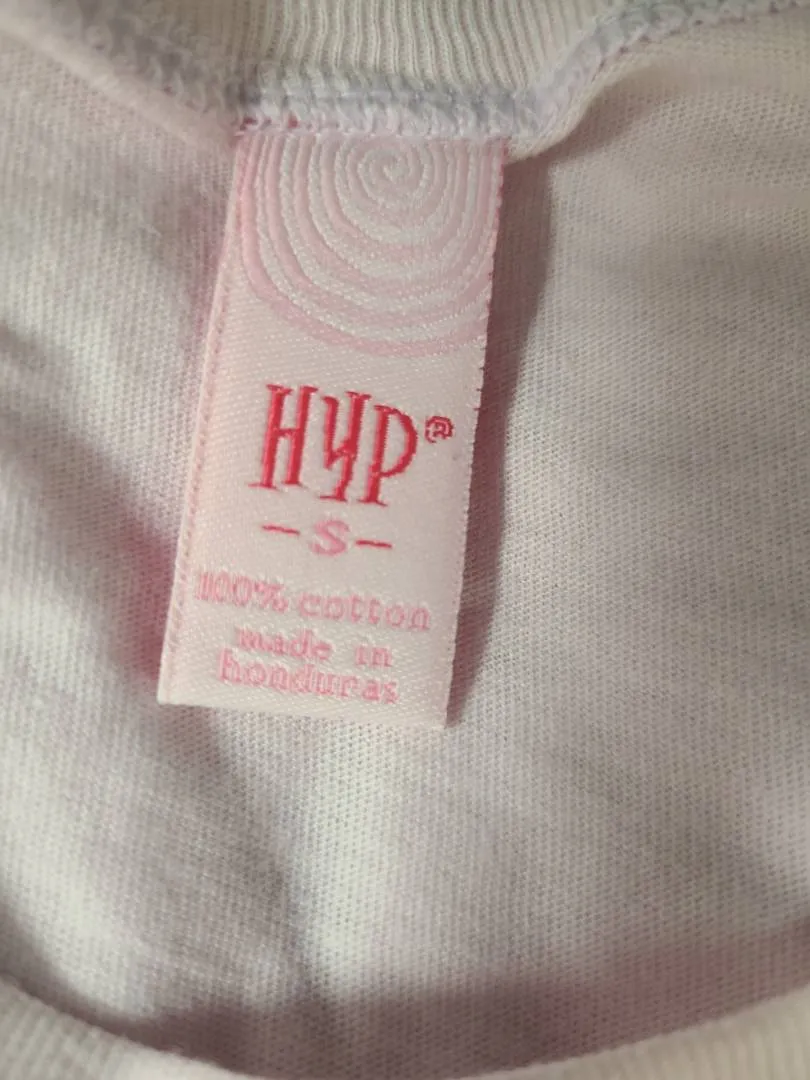 HYP®
-S-
100% cotton
made in
honduras